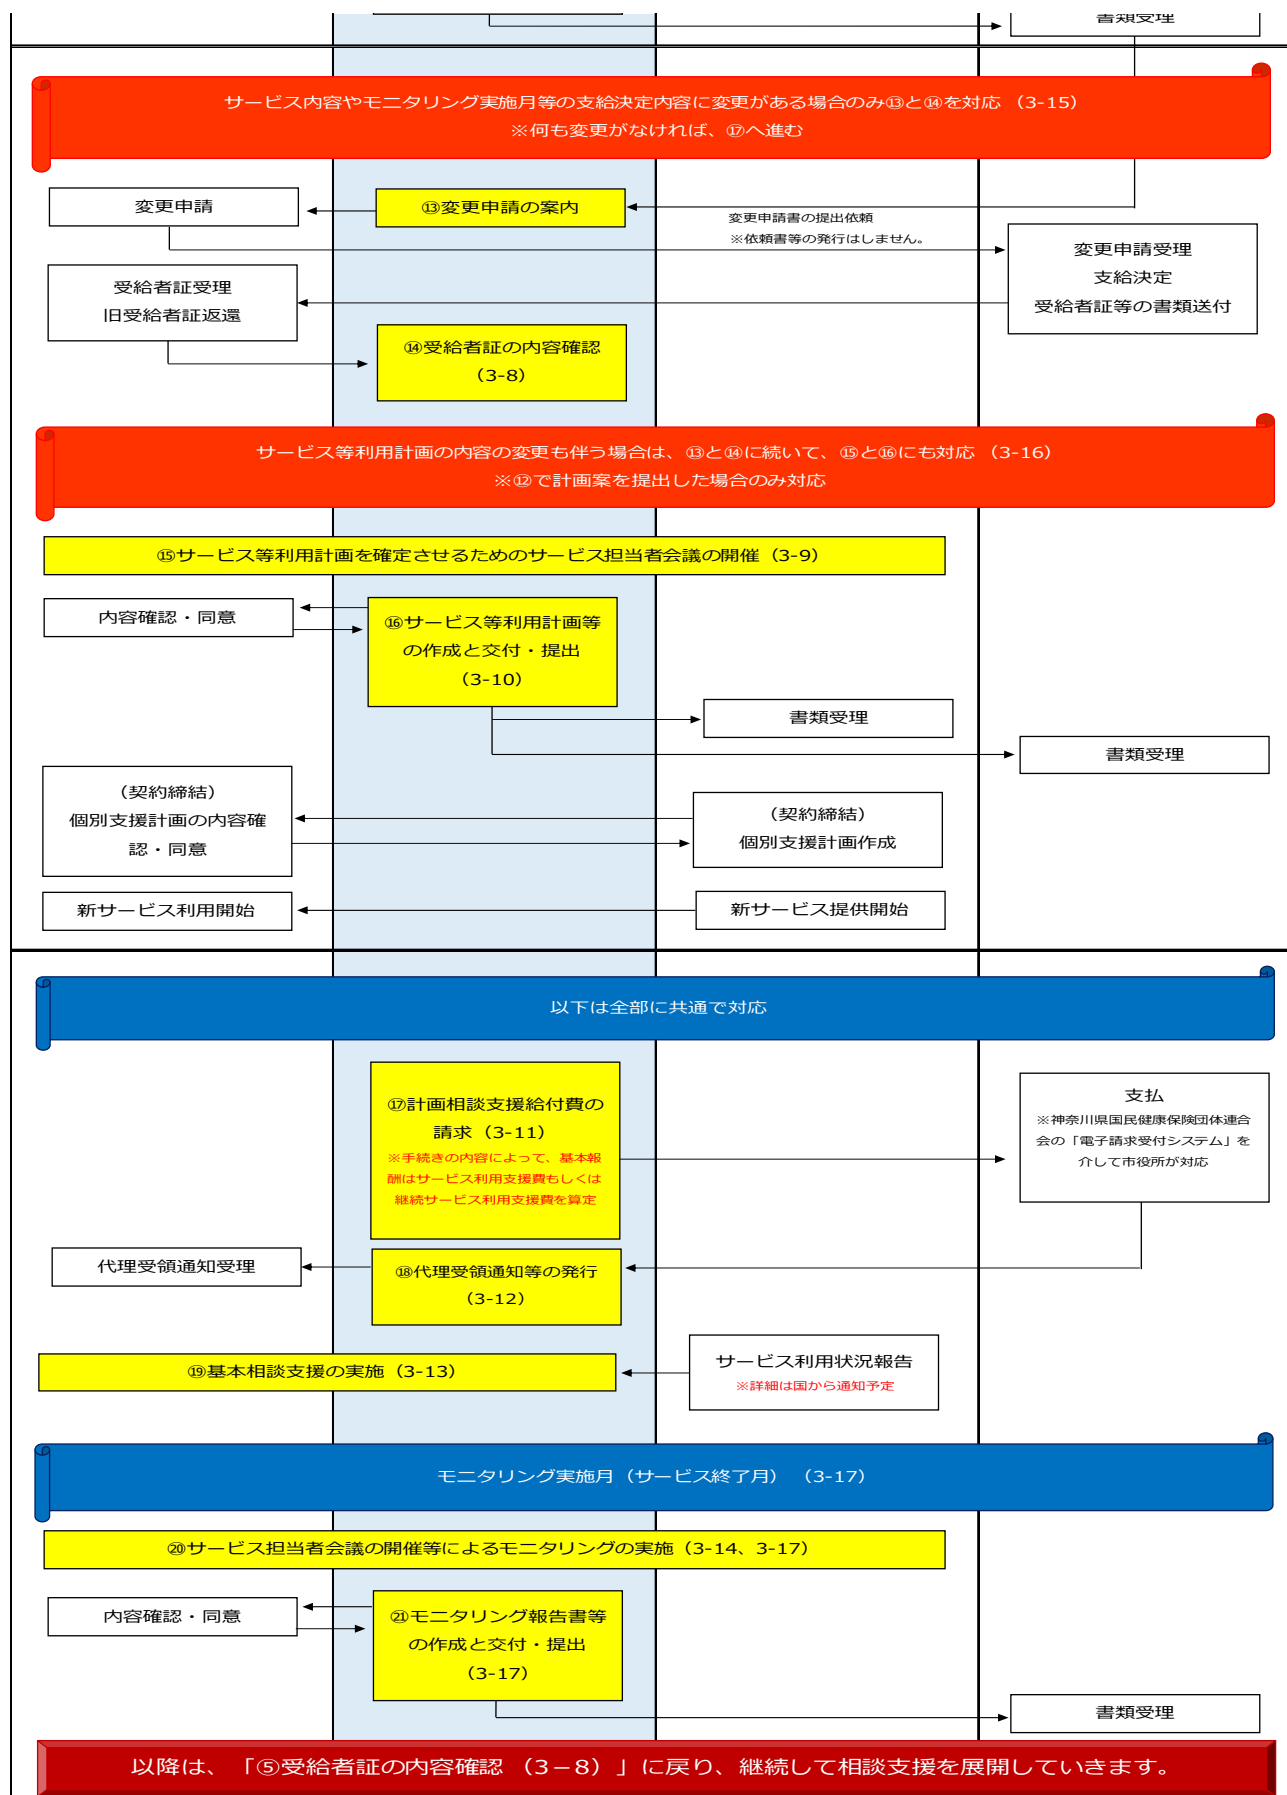 書類受理
サービス内容やモニタリング実施月等の支給決定内容に変更がある場合のみ⑬と⑭を対応（3-15）
※何も変更がなければ、⑰へ進む
変更申請
⑬変更申請の案内
変更申請書の提出依頼
※依頼書等の発行はしません。
変更申請受理
支給決定
受給者証等の書類送付
受給者証受理
旧受給者証返還
⑭受給者証の内容確認
（3-8）
サービス等利用計画の内容の変更も伴う場合は、⑬と⑭に続いて、⑮と⑯にも対応（3-16）
※⑫で計画案を提出した場合のみ対応
⑮サービス等利用計画を確定させるためのサービス担当者会議の開催（3-9）
内容確認・同意
⑯サービス等利用計画等
の作成と交付・提出
（3-10）
書類受理
書類受理
（契約締結）
個別支援計画の内容確
認・同意
（契約締結）
個別支援計画作成
新サービス利用開始
新サービス提供開始
以下は全部に共通で対応
⑰計画相談支援給付費の
請求（3-11）
※手続きの内容によって、基本報
酬はサービス利用支援費もしくは
継続サービス利用支援費を算定
支払
※神奈川県国民健康保険団体連合
会の「電子請求受付システム」を
介して市役所が対応
代理受領通知受理
⑱代理受領通知等の発行
（3-12）
⑲基本相談支援の実施（3-13）
サービス利用状況報告
※詳細は国から通知予定
モニタリング実施月（サービス終了月）（3-17）
⑳サービス担当者会議の開催等によるモニタリングの実施（3-14、3-17）
内容確認・同意
㉑モニタリング報告書等
の作成と交付・提出
（3-17）
書類受理
以降は、「⑤受給者証の内容確認（3－8）」に戻り、継続して相談支援を展開していきます。